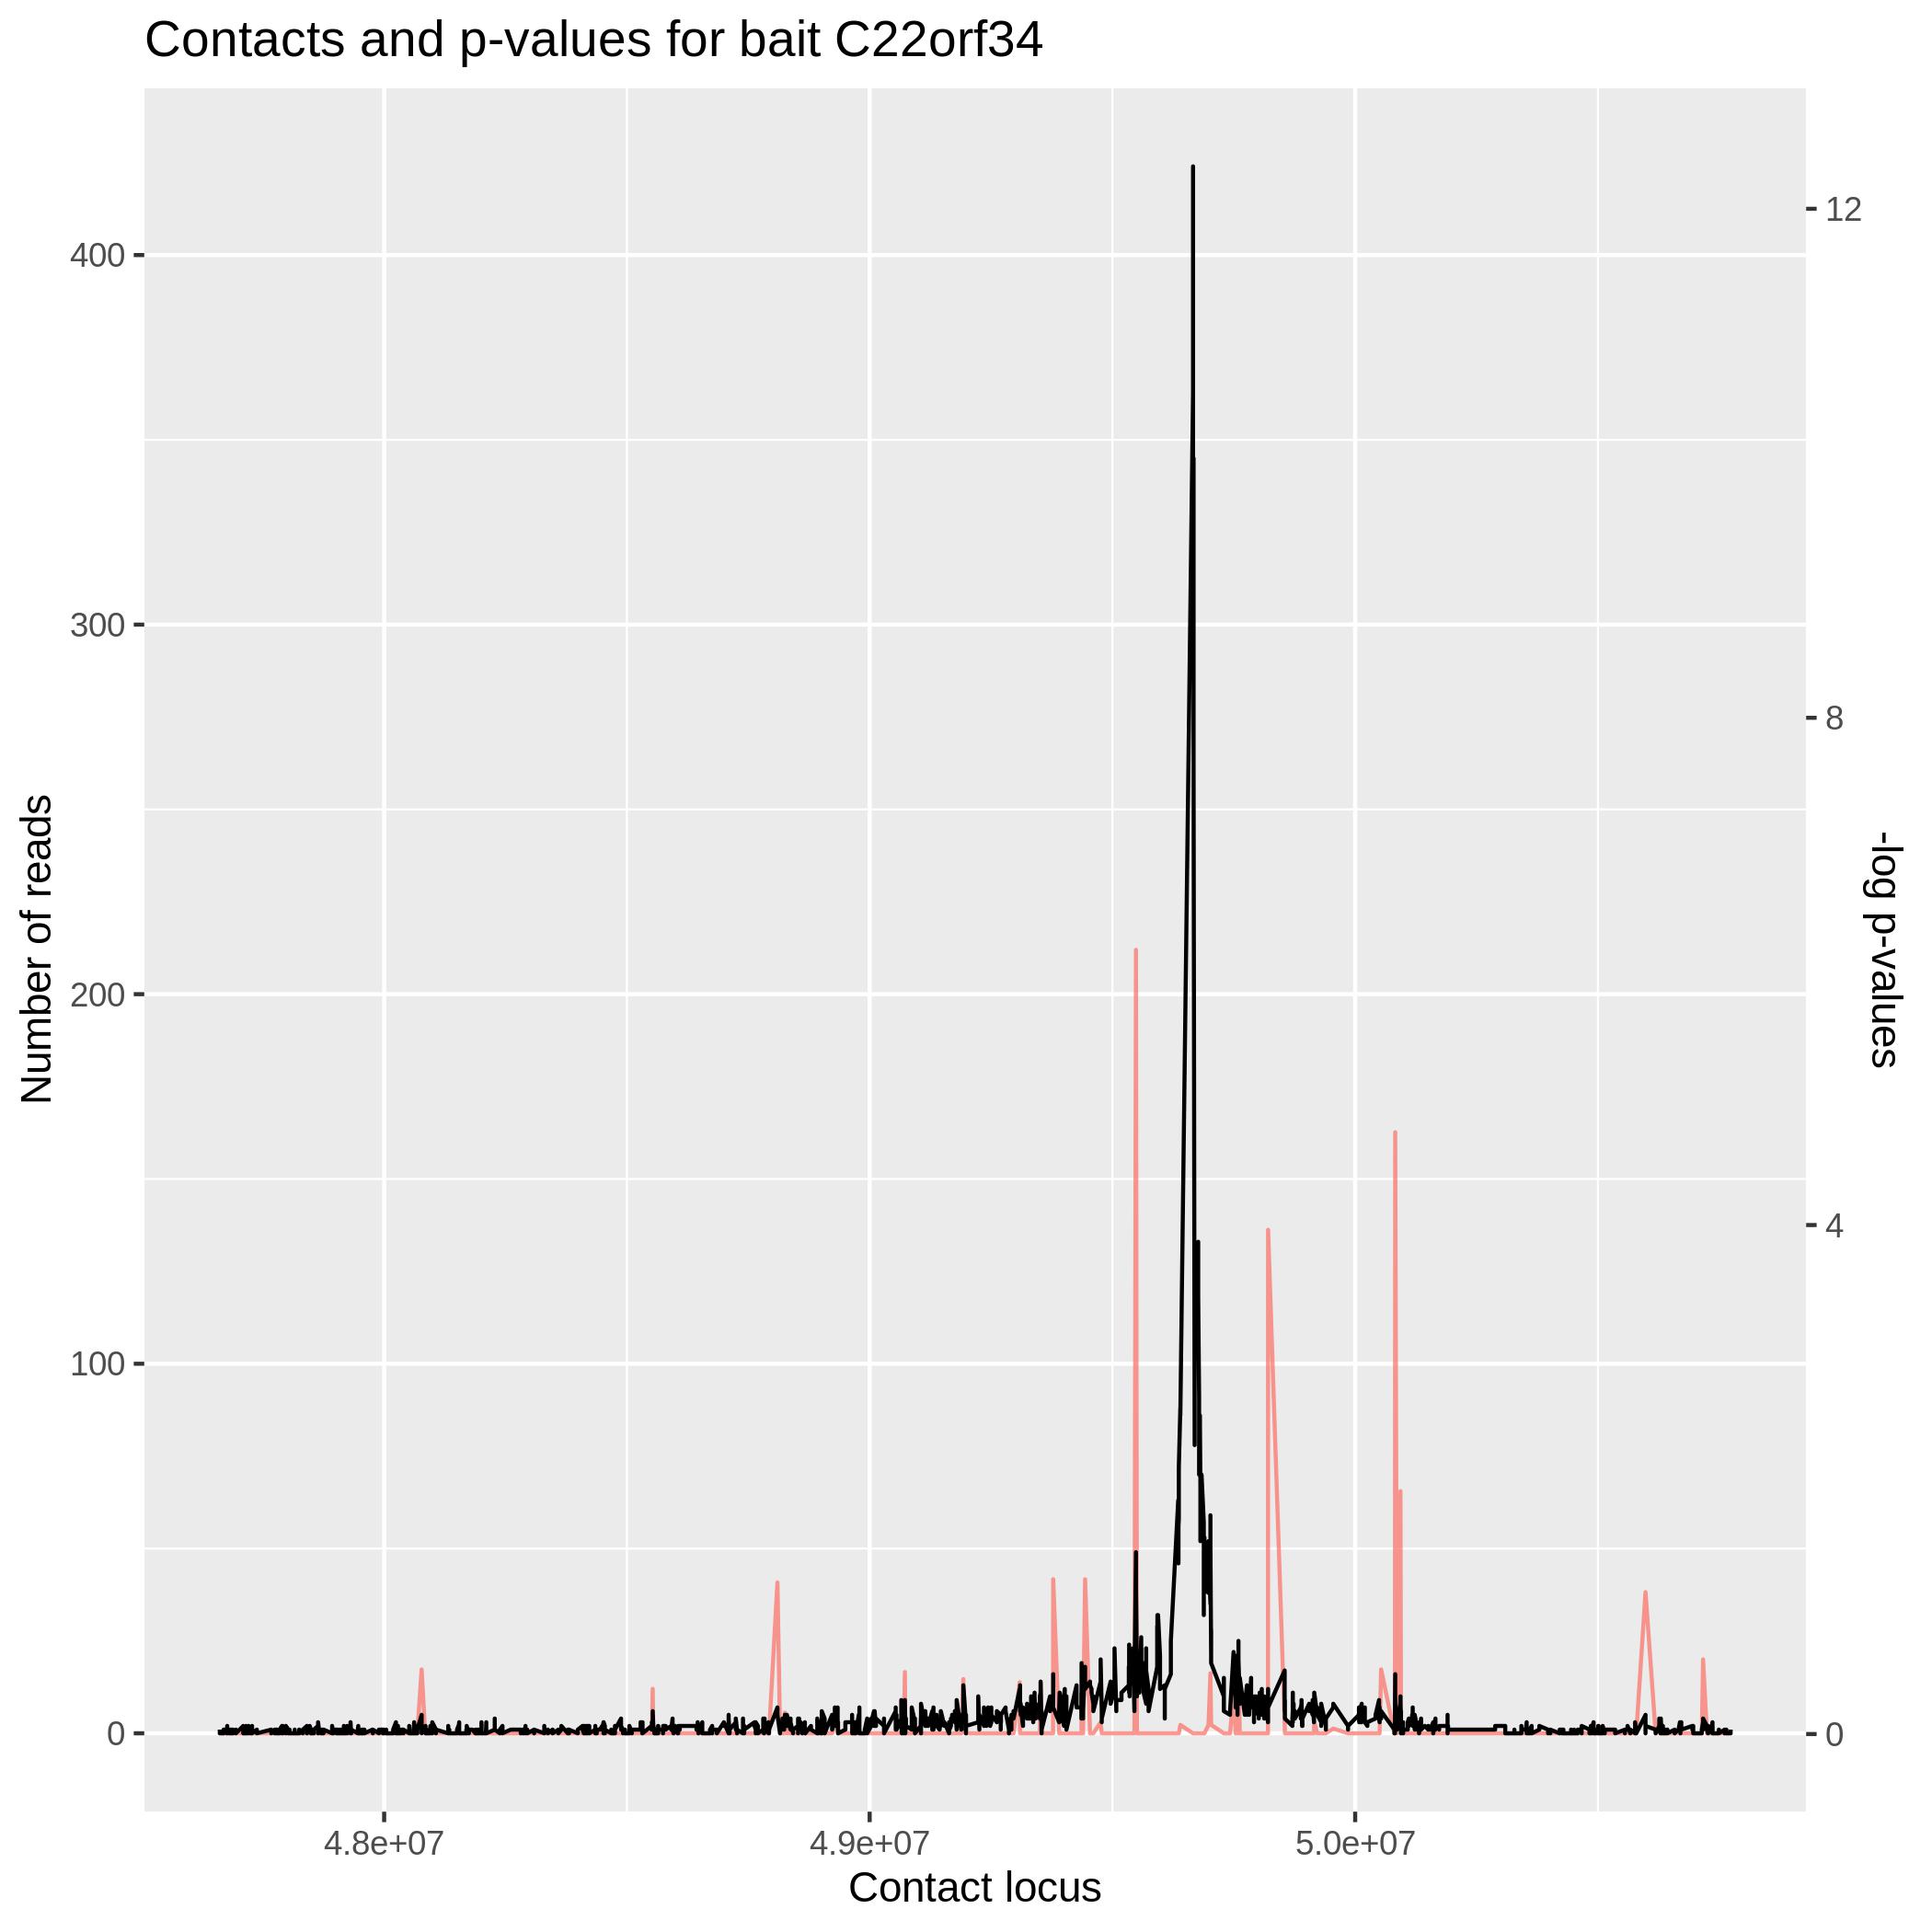 Contacts and p-values for bait C22orf34
Number of reads
400
300
200
100
0
12
8
4
0
-log p-values
4.8e+07
4.9e+07
5.0e+07
Contact locus